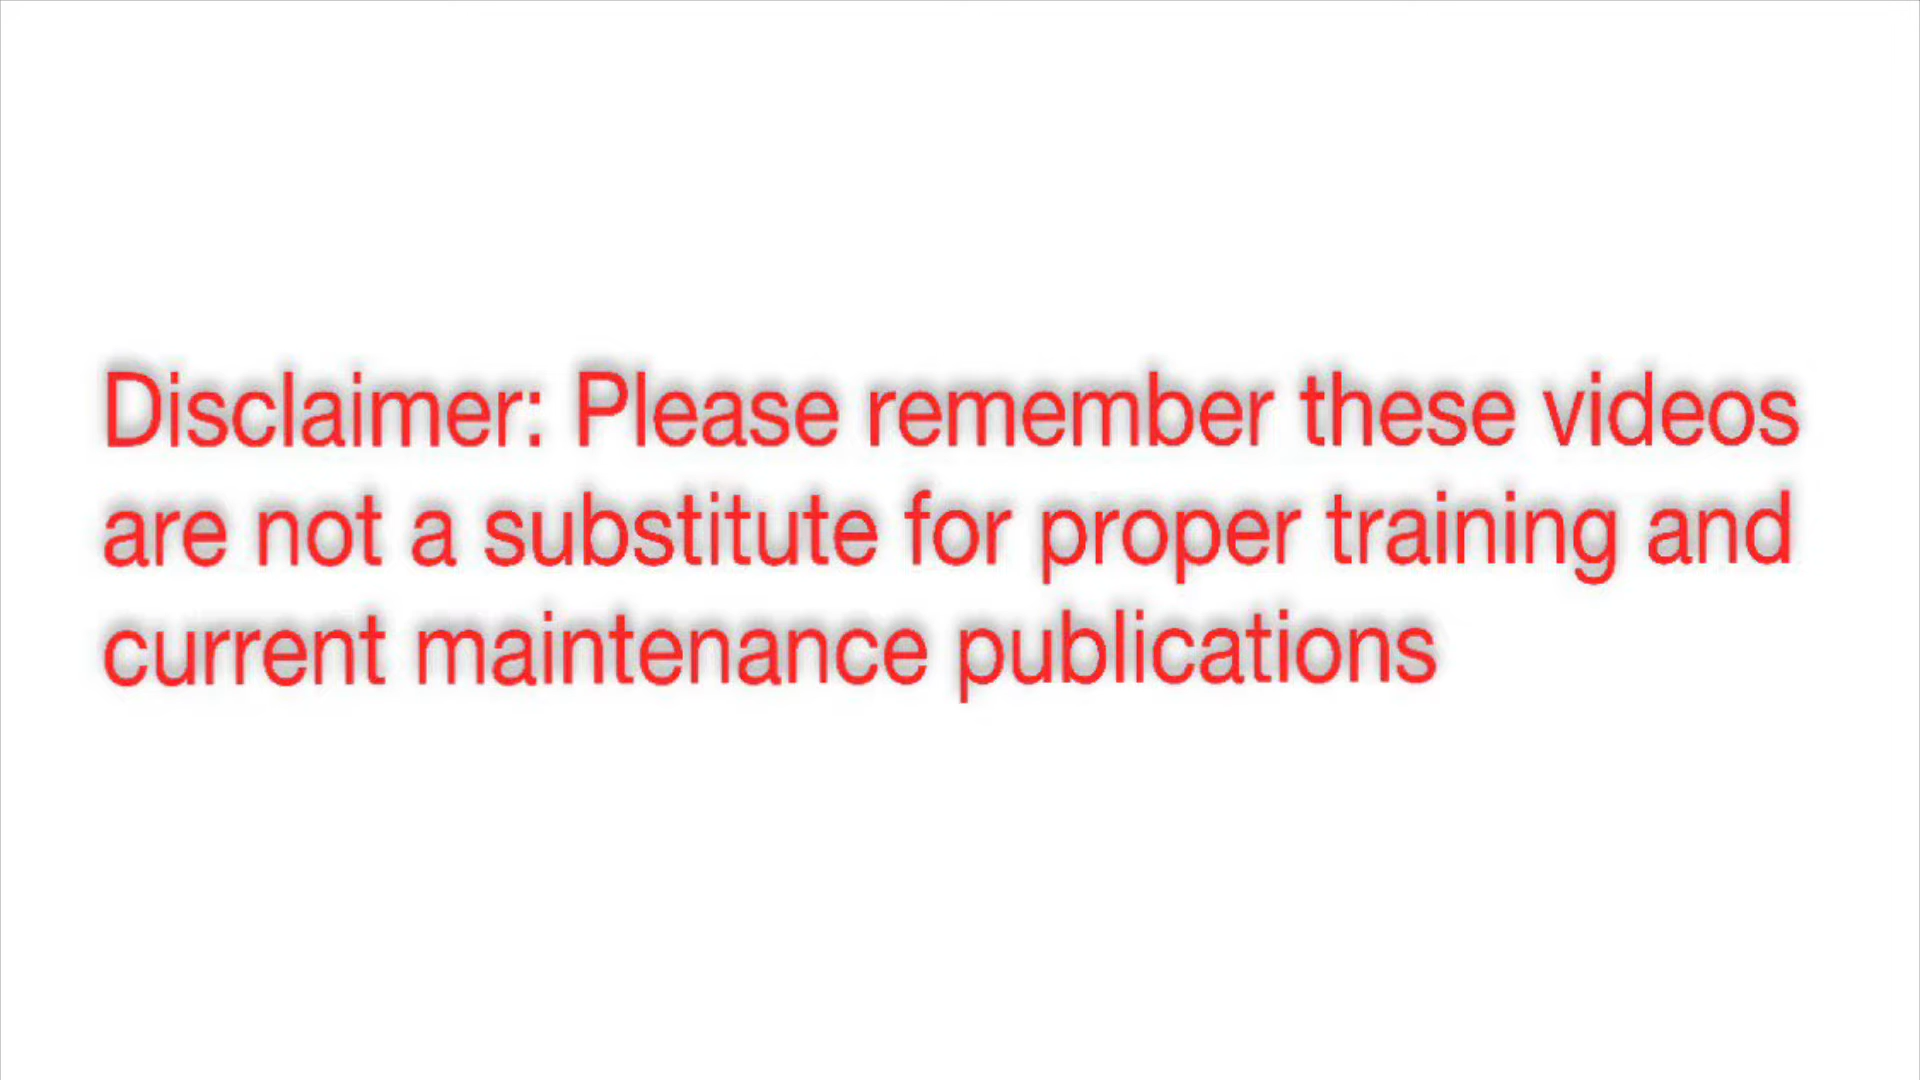 Disclaimer: Please remember these videos
are not a substitute for proper training and
current maintenance publications